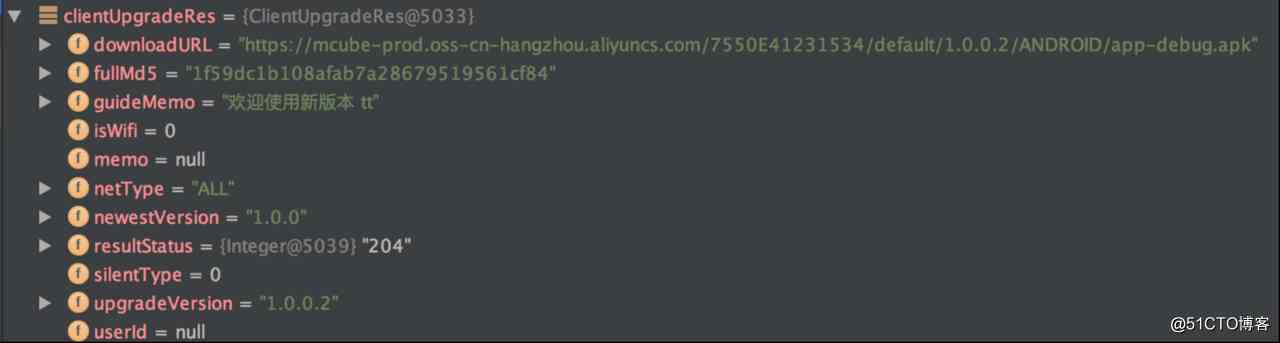 clientUpgradeRes = {ClientUpgradeRes@5033}
f downloadURL = "https://mcube-prod.oss-cn-hangzhou.aliyuncs.com/7550E41231534/default/1.0.0.2/ANDROID/app-debug.apk"
f fullMd5 = "1f59dc1b108afab7a28679519561cf84"
f guideMemo = "欢迎使用新版本 tt"
f isWifi = 0
f memo = null
f netType = "ALL"
f newestVersion = "1.0.0"
f resultStatus = {Integer@5039} "204"
f silentType = 0
f upgradeVersion = "1.0.0.2"
f userId = null
@51CTO博客